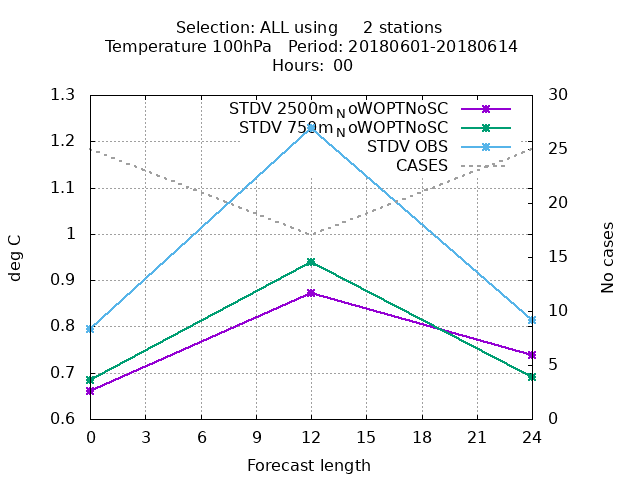 Selection: ALL using     2 stations
Temperature 100hPa   Period: 20180601-20180614
Hours:  00
STDV 2500m_NoWOPTNoSC
STDV 750m_NoWOPTNoSC
STDV OBS
CASES
1.3
1.2
1.1
1
0.9
0.8
0.7
0.6
deg C
30
25
20
15
10
5
0
No cases
0 3 6 9 12 15 18 21 24
Forecast length